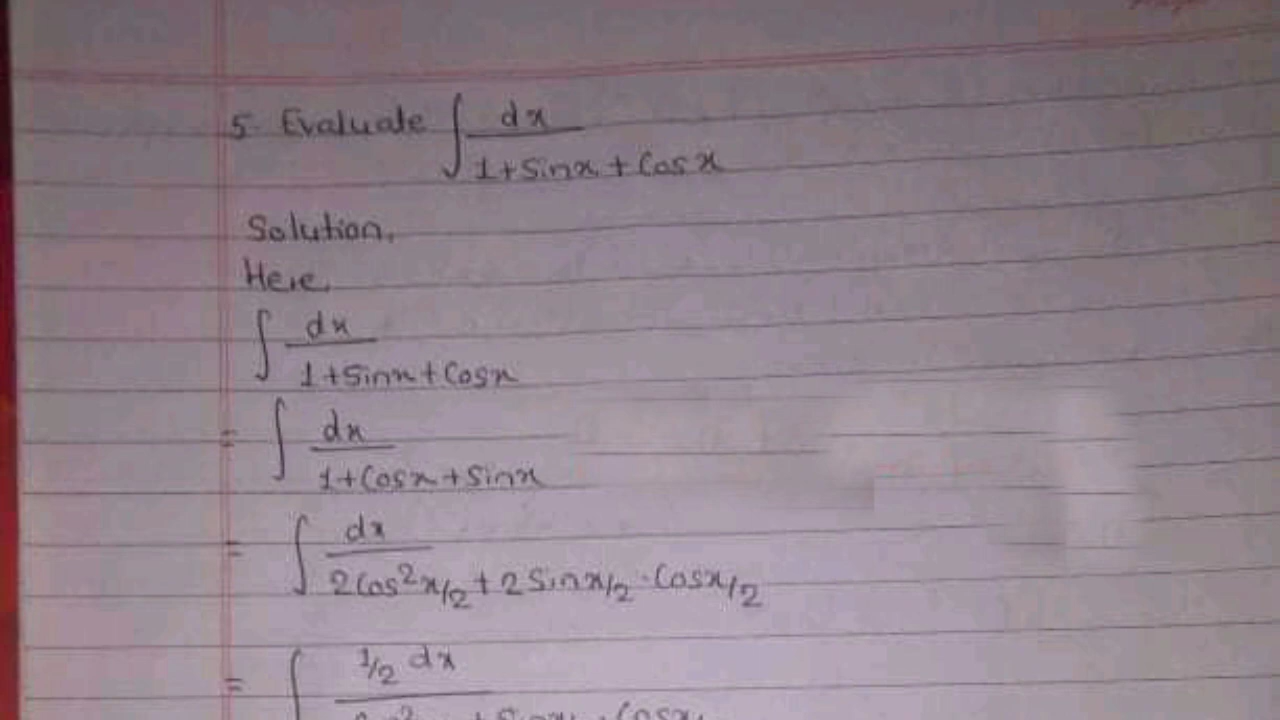 5. Evaluate ∫ dx / 1+Sinx+Cosx
Solution,
Here,
∫ dx / 1+Sinx+Cosx
= ∫ dx / 1+Cosx+Sinx
= ∫ dx / 2Cos²x/2+2Sinx/2·Cosx/2
= ∫ 1/2 dx